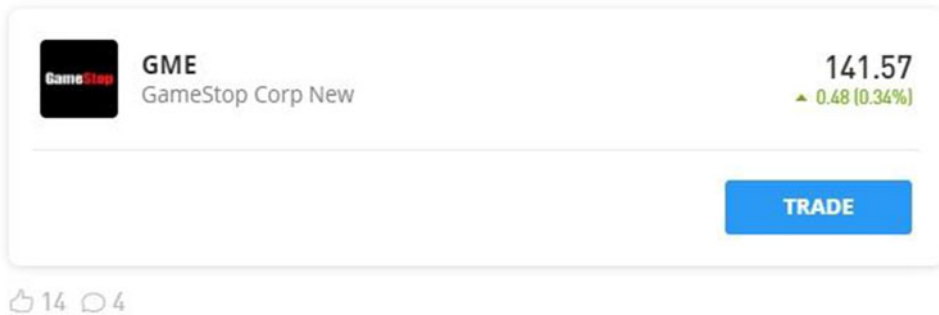 GameStop
GME
GameStop Corp New
141.57
▲ 0.48 (0.34%)
TRADE
14 4